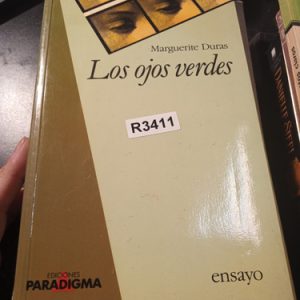 Marguerite Duras
Los ojos verdes
R3411
EDICIONES
PARADIGMA
ensayo